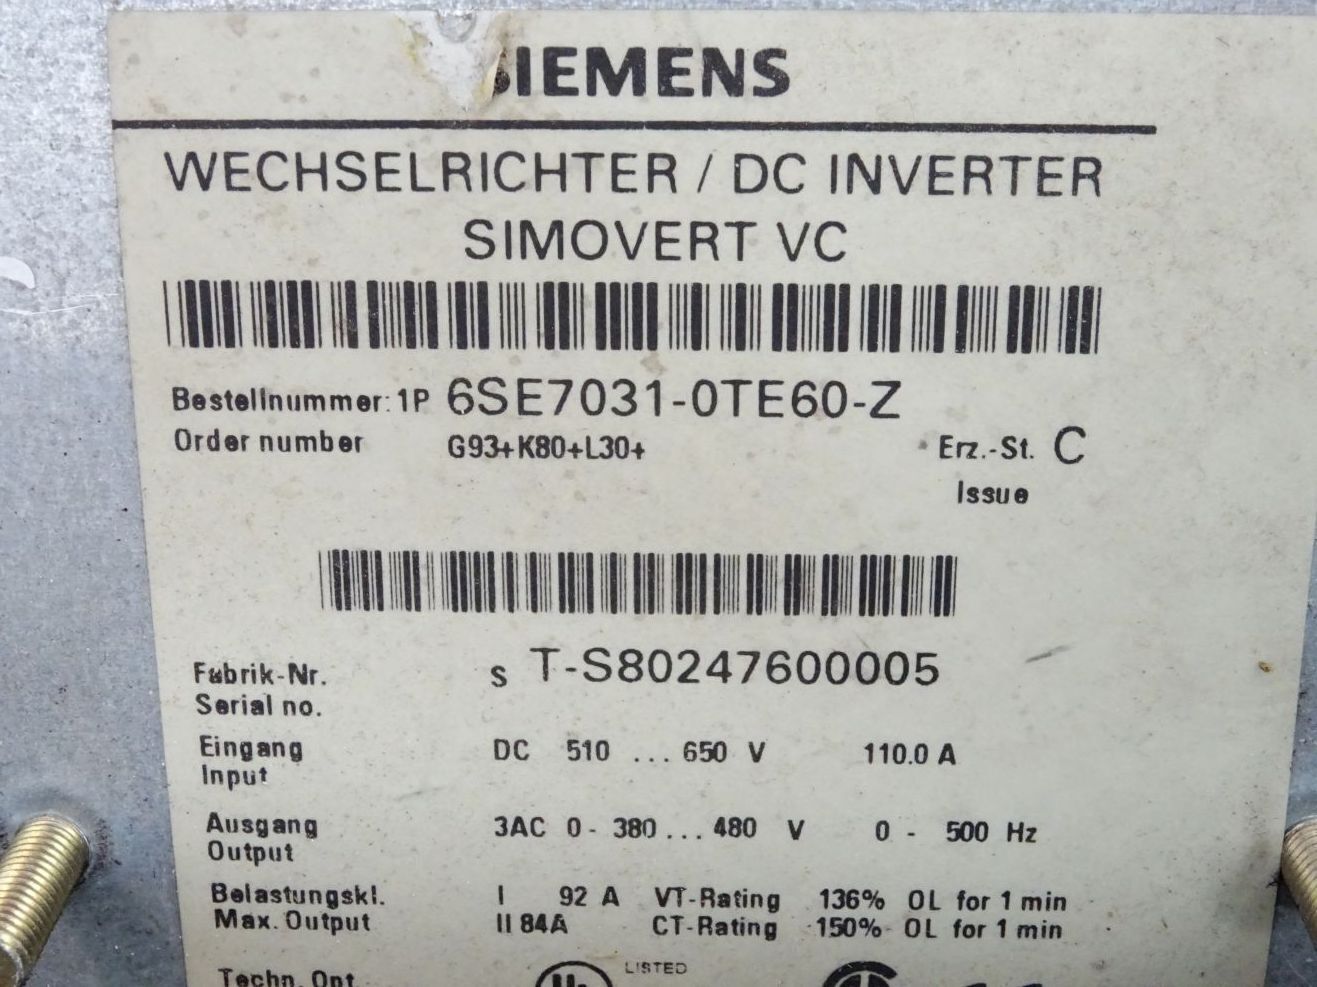 SIEMENS
WECHSELRICHTER / DC INVERTER
SIMOVERT VC
Bestellnummer: 1P 6SE7031-0TE60-Z
Order number G93+K80+L30+ Erz.-St. C
Issue
Fabrik-Nr. S T-S80247600005
Serial no.
Eingang DC 510 ... 650 V 110.0 A
Input
Ausgang 3AC 0 - 380 ... 480 V 0 - 500 Hz
Output
Belastungskl. I 92 A VT-Rating 136% OL for 1 min
Max. Output II 84A CT-Rating 150% OL for 1 min
Techn. Opt
LISTED